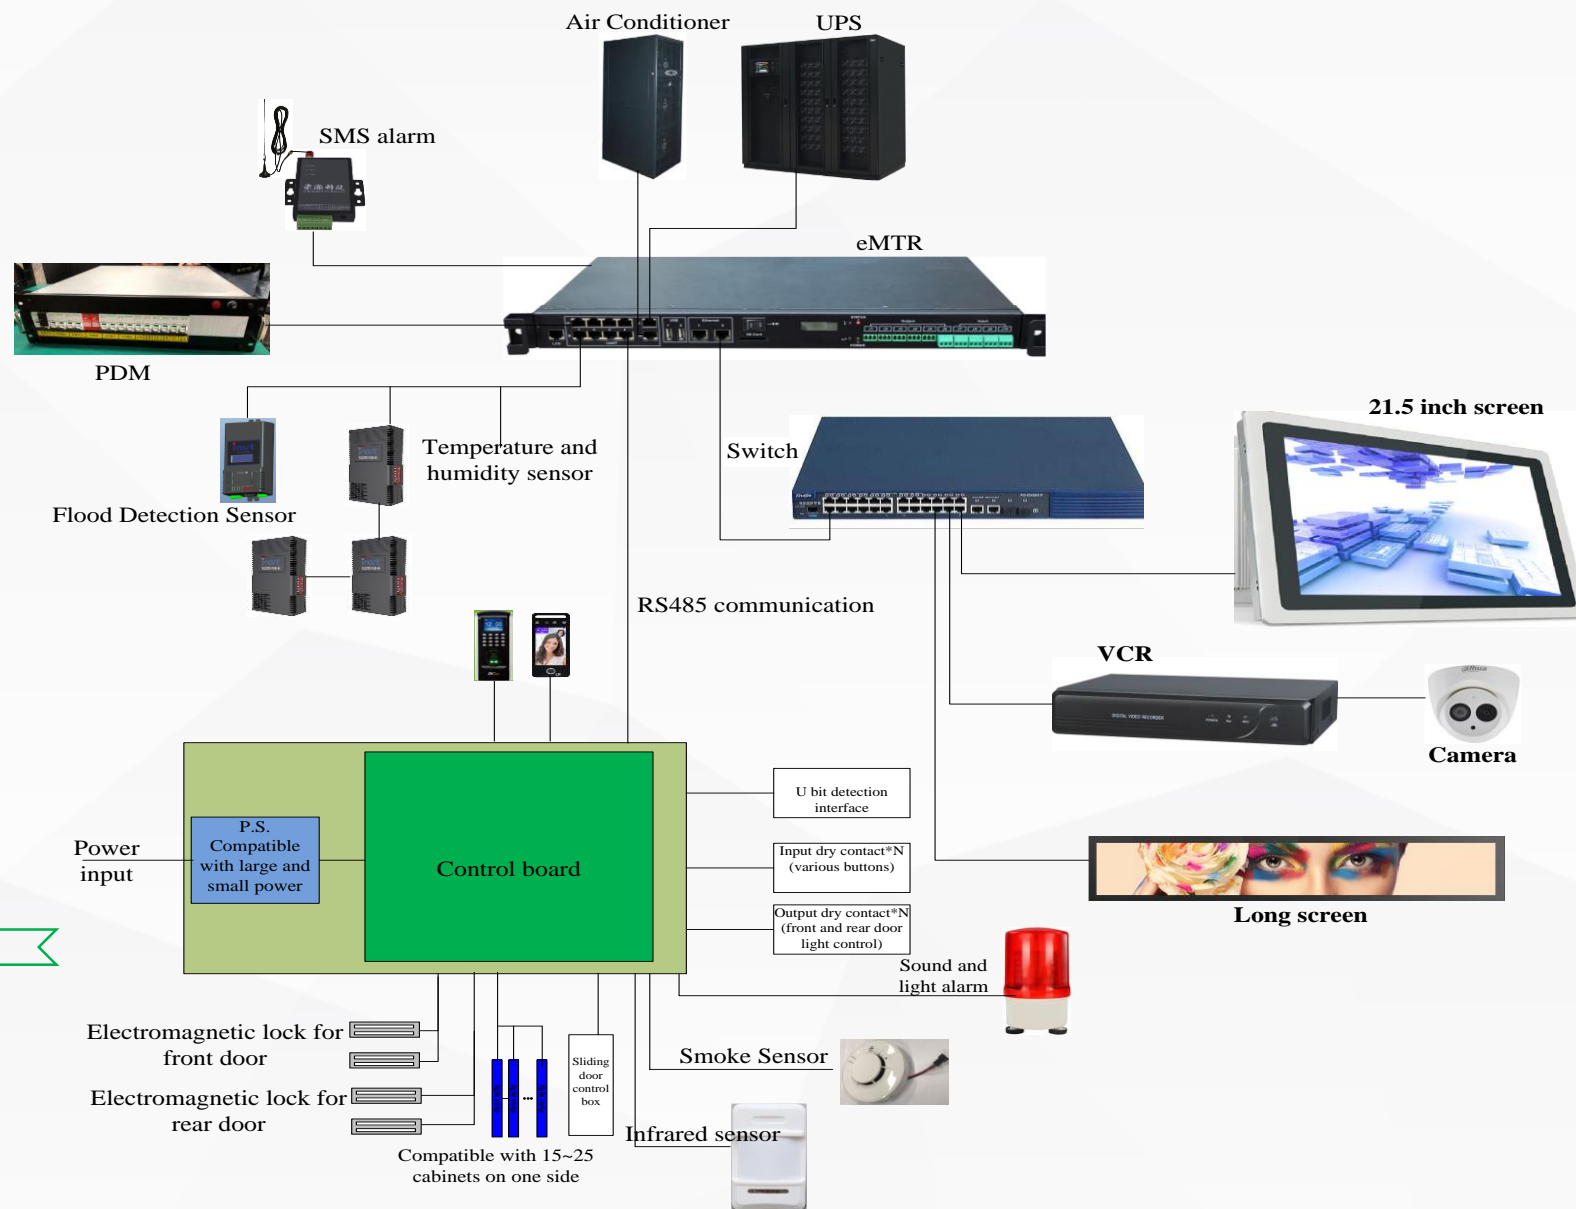 Air Conditioner
UPS
SMS alarm
eMTR
PDM
21.5 inch screen
Temperature and
humidity sensor
Switch
Flood Detection Sensor
RS485 communication
VCR
DIGITAL VIDEO RECORDER
alhua
Camera
U bit detection
interface
P.S.
Compatible
with large and
small power
Power
input
Control board
Input dry contact*N
(various buttons)
Output dry contact*N
(front and rear door
light control)
Long screen
Sound and
light alarm
Electromagnetic lock for
front door
Sliding
door
control
box
Smoke Sensor
Electromagnetic lock for
rear door
...
Infrared sensor
Compatible with 15~25
cabinets on one side